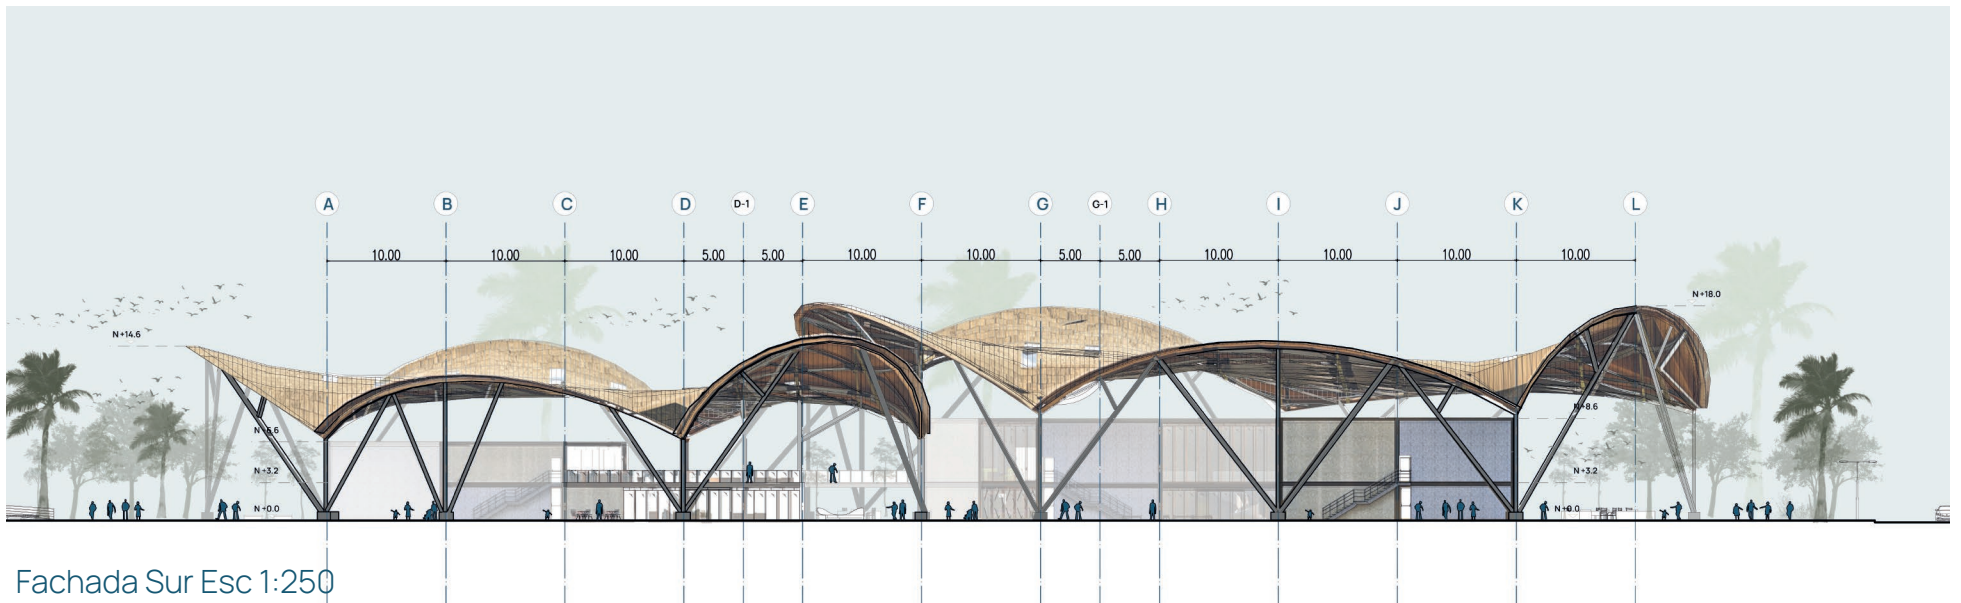 A B C D D-1 E F G G-1 H I J K L
10.00 10.00 10.00 5.00 5.00 10.00 10.00 5.00 5.00 10.00 10.00 10.00 10.00
N+18.0
N+14.6
N+8.6
N+6.6
N+3.2 N+3.2
N+0.0 N+0.0
Fachada Sur Esc 1:250